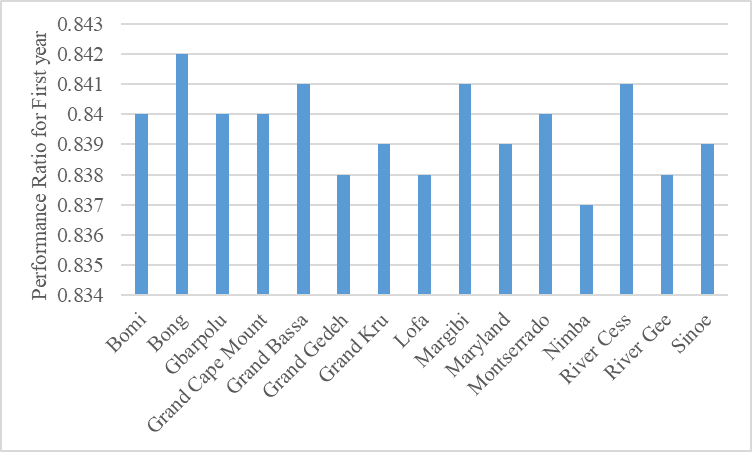 Performance Ratio for First year
0.843
0.842
0.841
0.84
0.839
0.838
0.837
0.836
0.835
0.834
Bomi
Bong
Gbarpolu
Grand Cape Mount
Grand Bassa
Grand Gedeh
Grand Kru
Lofa
Margibi
Maryland
Montserrado
Nimba
River Cess
River Gee
Sinoe